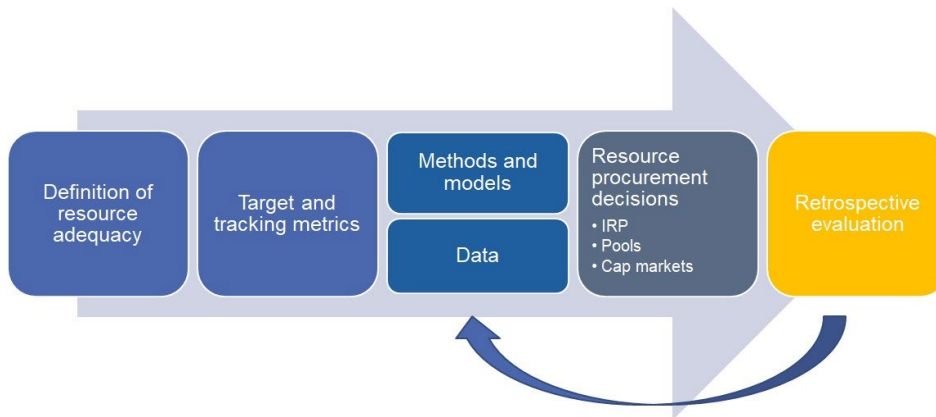 Definition of
resource
adequacy
Target and
tracking metrics
Methods and
models
Data
Resource
procurement
decisions
• IRP
• Pools
• Cap markets
Retrospective
evaluation